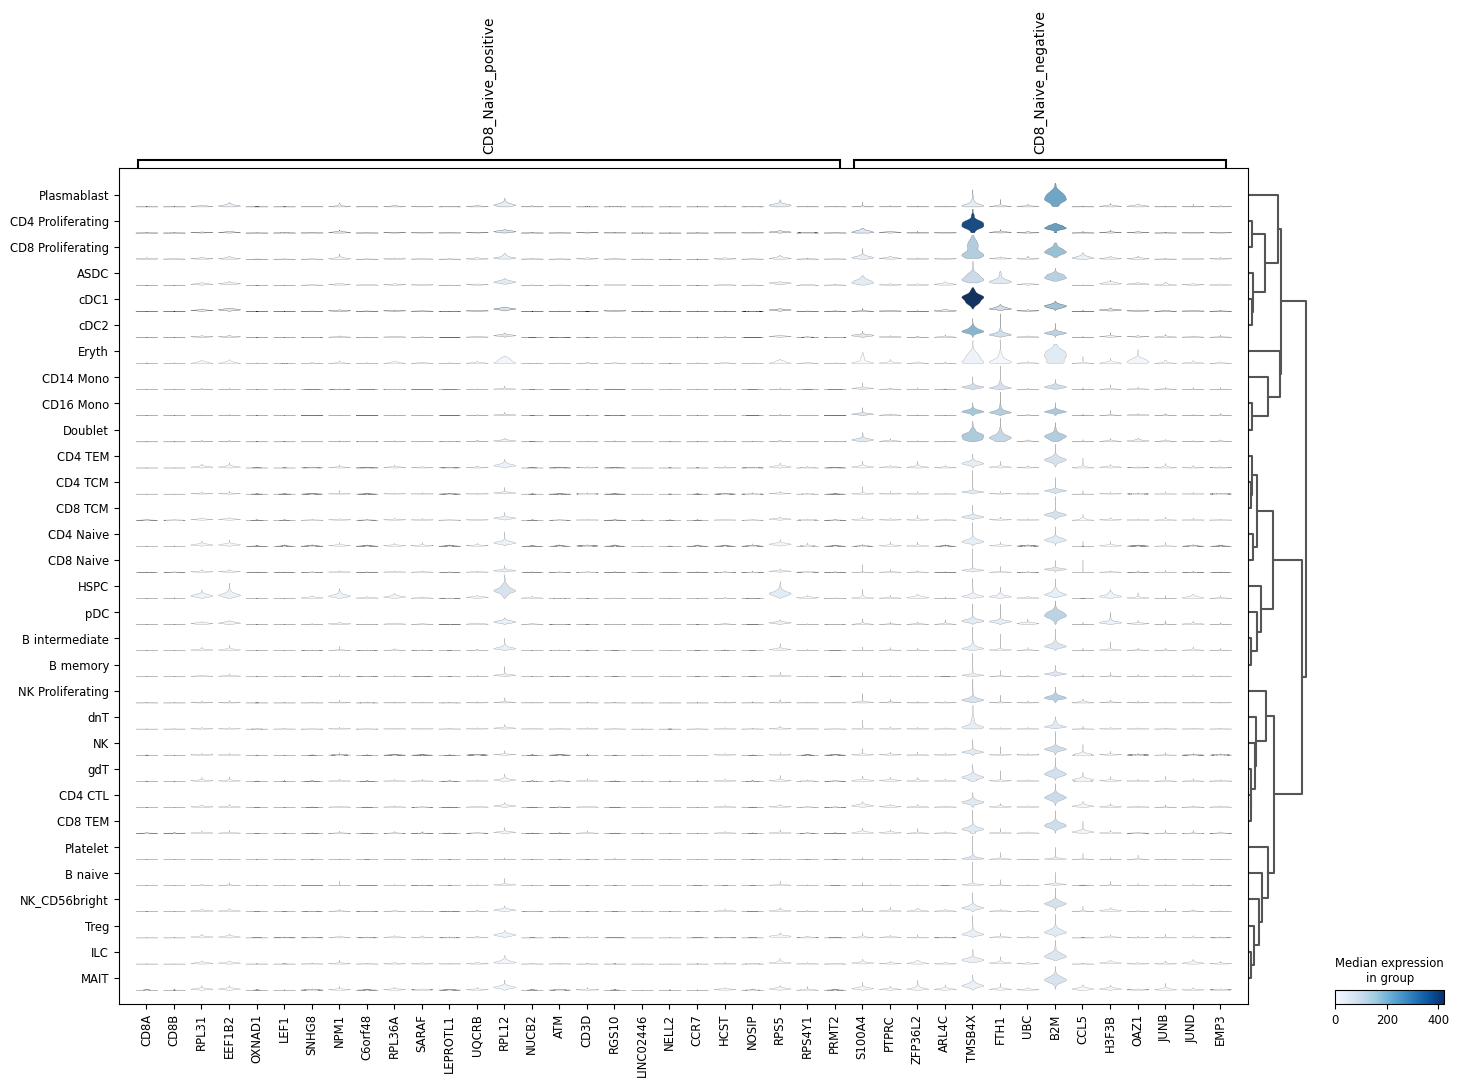 CD8_Naive_positive
CD8_Naive_negative
Plasmablast
CD4 Proliferating
CD8 Proliferating
ASDC
cDC1
cDC2
Eryth
CD14 Mono
CD16 Mono
Doublet
CD4 TEM
CD4 TCM
CD8 TCM
CD4 Naive
CD8 Naive
HSPC
pDC
B intermediate
B memory
NK Proliferating
dnT
NK
gdT
CD4 CTL
CD8 TEM
Platelet
B naive
NK_CD56bright
Treg
ILC
MAIT
CD8A
CD8B
RPL31
EEF1B2
OXNAD1
LEF1
SNHG8
NPM1
C6orf48
RPL36A
SARAF
LEPROTL1
UQCRB
RPL12
NUCB2
ATM
CD3D
RGS10
LINC02446
NELL2
CCR7
HCST
NOSIP
RPS5
RPS4Y1
PRMT2
S100A4
PTPRC
ZFP36L2
ARL4C
TMSB4X
FTH1
UBC
B2M
CCL5
H3F3B
OAZ1
JUNB
JUND
EMP3
Median expression
in group
0 200 400